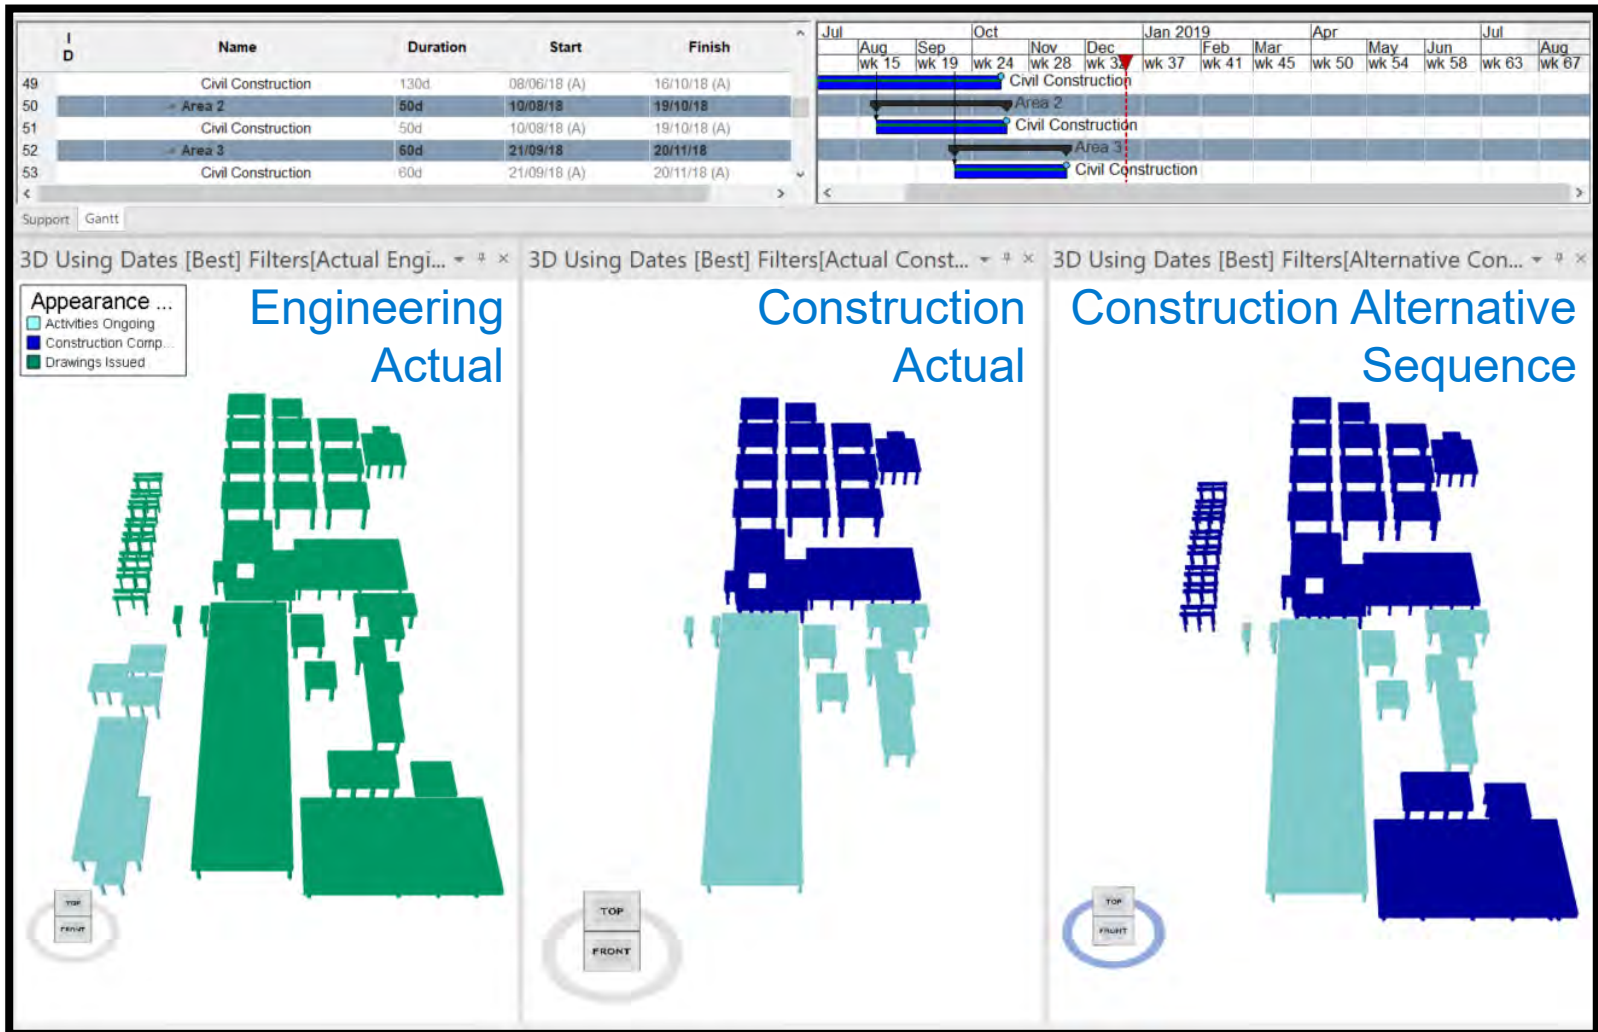 I D Name Duration Start Finish
49 Civil Construction 130d 08/06/18 (A) 16/10/18 (A)
50 Area 2 50d 10/08/18 19/10/18
51 Civil Construction 50d 10/08/18 (A) 19/10/18 (A)
52 Area 3 60d 21/09/18 20/11/18
53 Civil Construction 60d 21/09/18 (A) 20/11/18 (A)
Jul Oct Jan 2019 Apr Jul
Aug Sep Nov Dec Feb Mar May Jun Aug
wk 15 wk 19 wk 24 wk 28 wk 32 wk 37 wk 41 wk 45 wk 50 wk 54 wk 58 wk 63 wk 67
Civil Construction
Area 2
Civil Construction
Area 3
Civil Construction
Support Gantt
3D Using Dates [Best] Filters[Actual Engi...
Appearance ...
Activities Ongoing
Construction Comp...
Drawings Issued
Engineering
Actual
TOP
FRONT
3D Using Dates [Best] Filters[Actual Const...
Construction
Actual
TOP
FRONT
3D Using Dates [Best] Filters[Alternative Con...
Construction Alternative
Sequence
TOP
FRONT